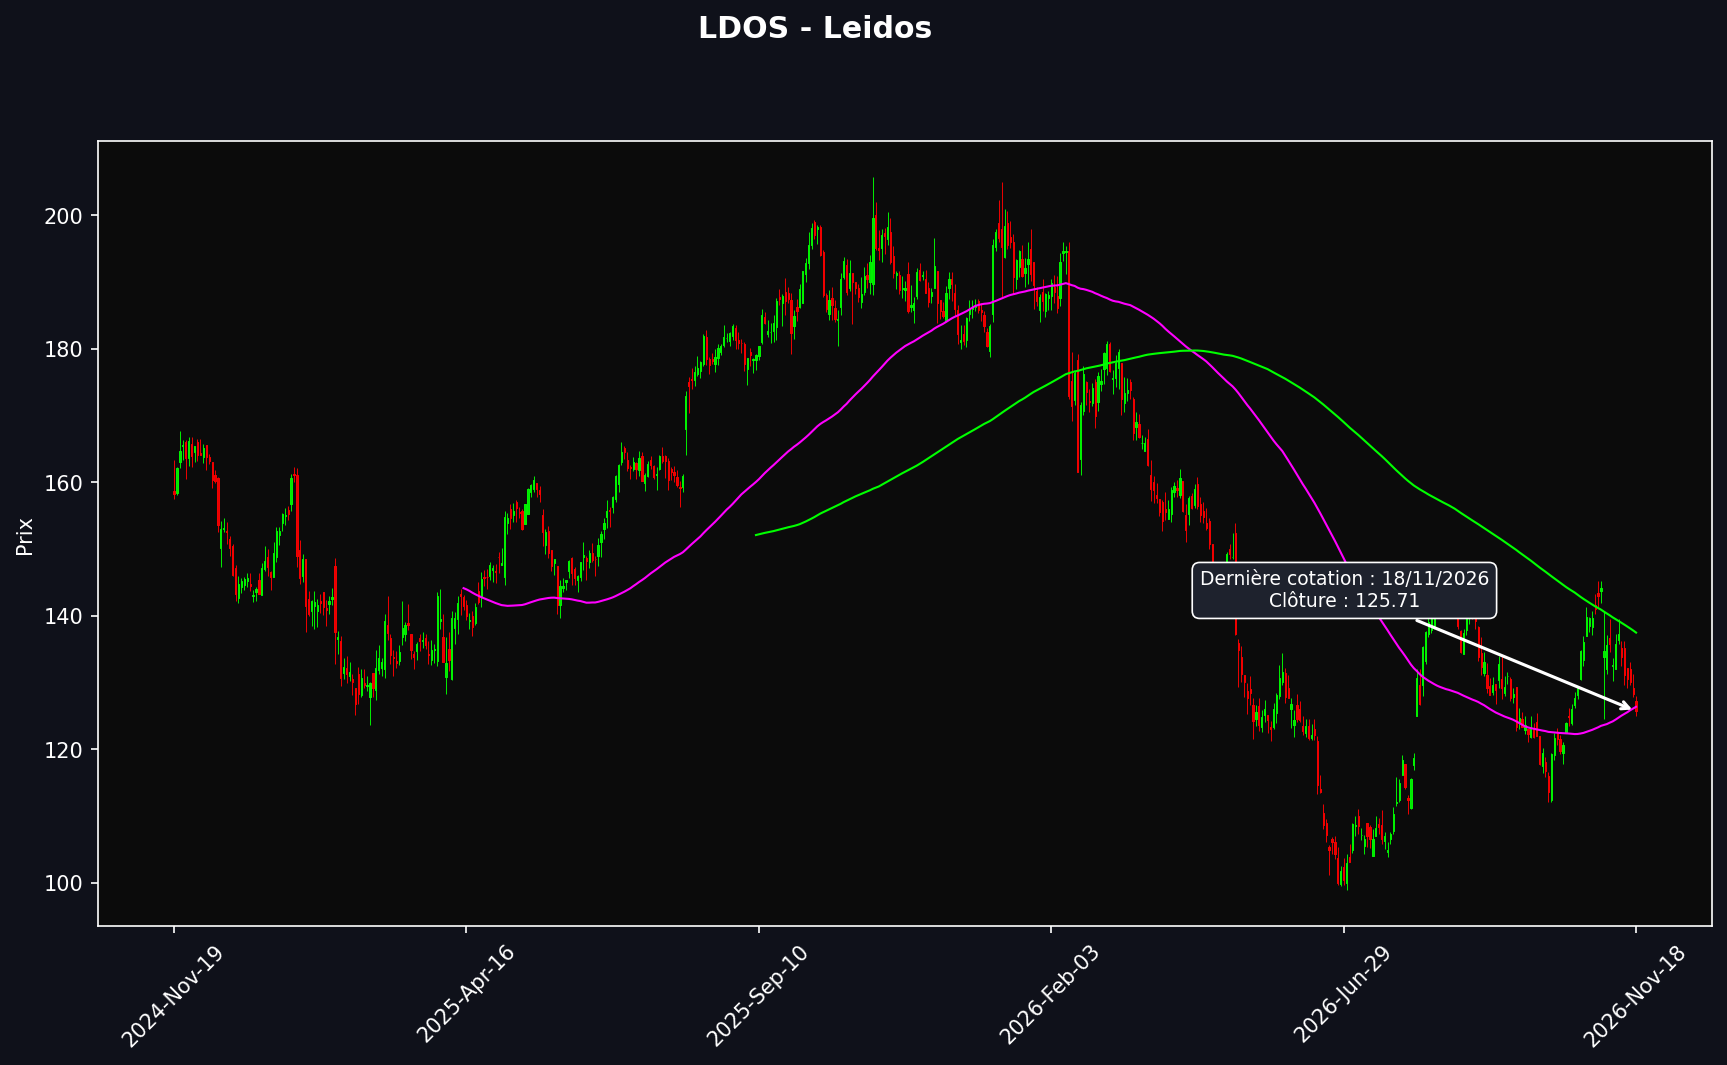 LDOS - Leidos
Prix
200
180
160
140
120
100
Dernière cotation : 18/11/2026
Clôture : 125.71
2024-Nov-19
2025-Apr-16
2025-Sep-10
2026-Feb-03
2026-Jun-29
2026-Nov-18